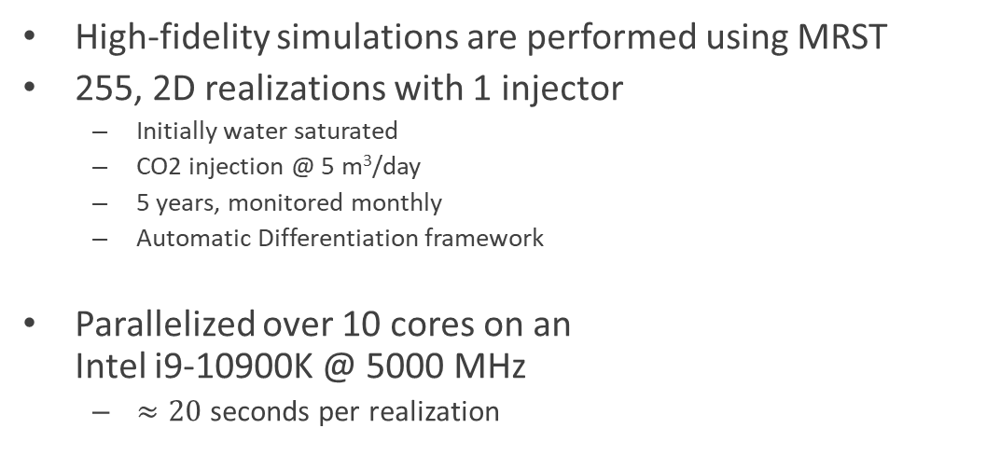 • High-fidelity simulations are performed using MRST
• 255, 2D realizations with 1 injector
– Initially water saturated
– CO2 injection @ 5 m³/day
– 5 years, monitored monthly
– Automatic Differentiation framework
• Parallelized over 10 cores on an
Intel i9-10900K @ 5000 MHz
– ≈ 20 seconds per realization